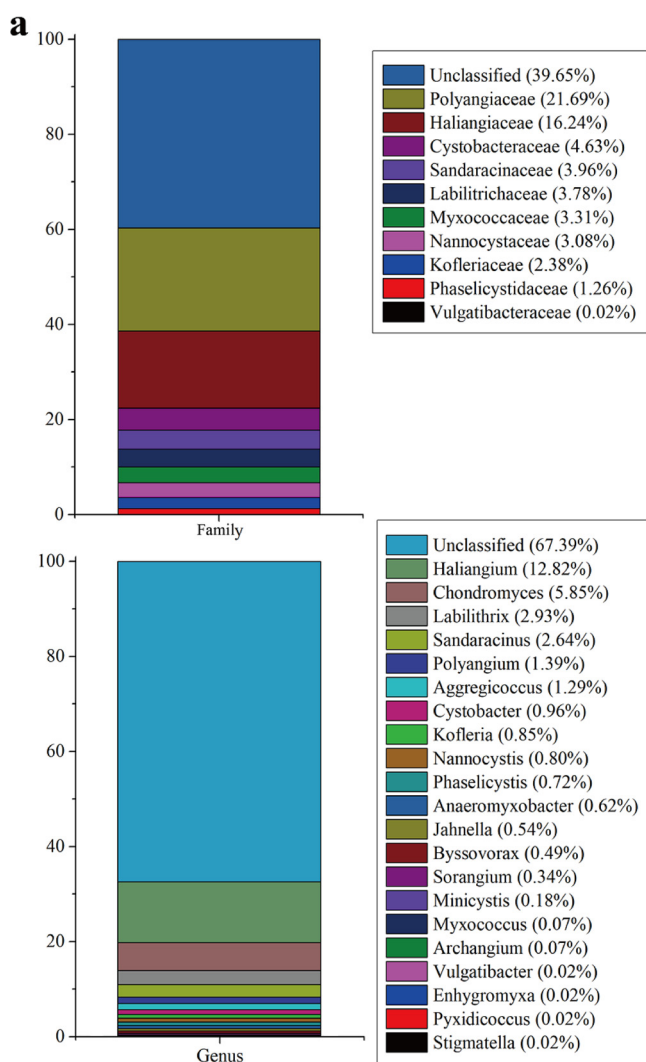 a
100
80
60
40
20
0
Family
Unclassified (39.65%)
Polyangiaceae (21.69%)
Haliangiaceae (16.24%)
Cystobacteraceae (4.63%)
Sandaracinaceae (3.96%)
Labilitrichaceae (3.78%)
Myxococcaceae (3.31%)
Nannocystaceae (3.08%)
Kofleriaceae (2.38%)
Phaselicystidaceae (1.26%)
Vulgatibacteraceae (0.02%)
100
80
60
40
20
0
Genus
Unclassified (67.39%)
Haliangium (12.82%)
Chondromyces (5.85%)
Labilithrix (2.93%)
Sandaracinus (2.64%)
Polyangium (1.39%)
Aggregicoccus (1.29%)
Cystobacter (0.96%)
Kofleria (0.85%)
Nannocystis (0.80%)
Phaselicystis (0.72%)
Anaeromyxobacter (0.62%)
Jahnella (0.54%)
Byssovorax (0.49%)
Sorangium (0.34%)
Minicystis (0.18%)
Myxococcus (0.07%)
Archangium (0.07%)
Vulgatibacter (0.02%)
Enhygromyxa (0.02%)
Pyxidicoccus (0.02%)
Stigmatella (0.02%)